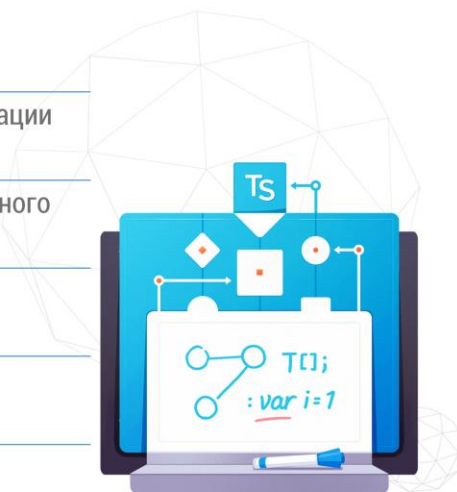 ации
ного
TS
T[];
: var i=1